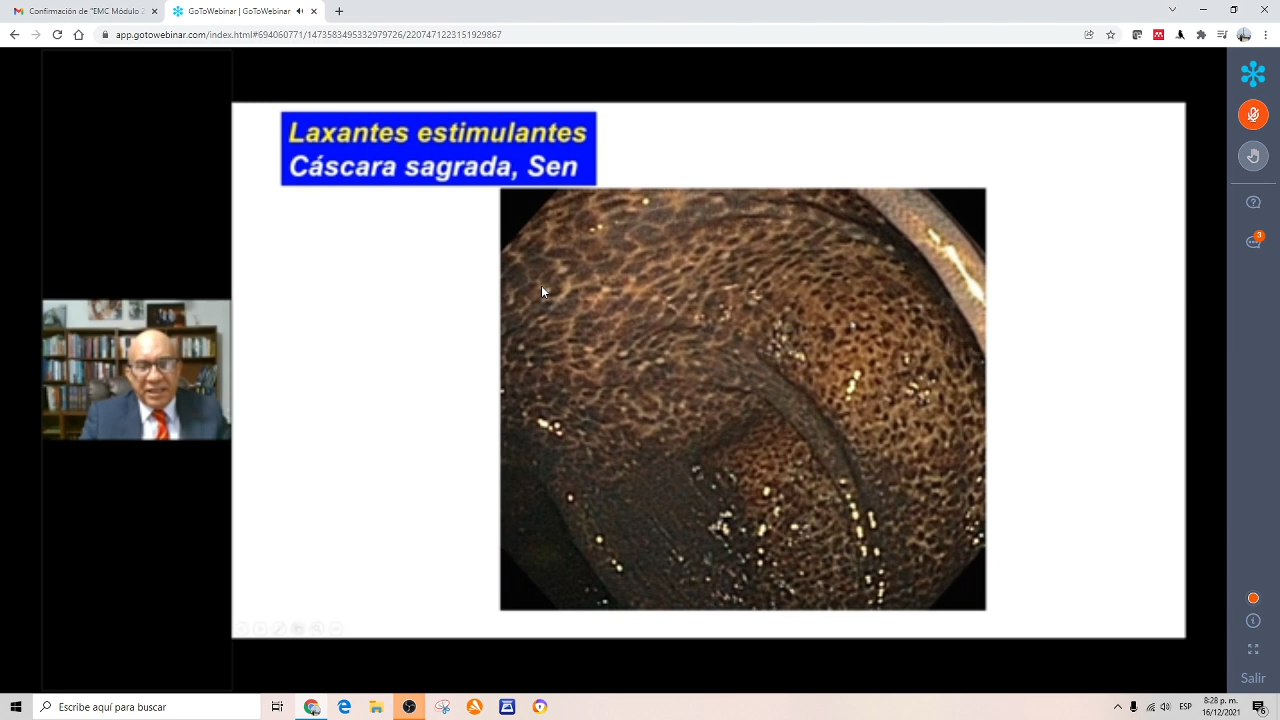 Confirmación de "EMC Módulo 2
GoToWebinar | GoToWebinar
app.gotowebinar.com/index.html#694060771/1473583495332979726/2207471223151929867
Laxantes estimulantes
Cáscara sagrada, Sen
3
Salir
Escribe aquí para buscar
ESP
8:28 p. m.
16/12/2021